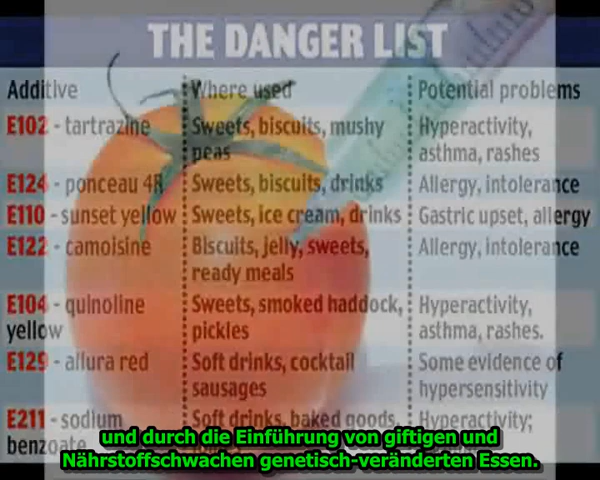 THE DANGER LIST
Additive Where used Potential problems
E102 - tartrazine Sweets, biscuits, mushy Hyperactivity,
peas asthma, rashes
E124 - ponceau 4R Sweets, biscuits, drinks Allergy, intolerance
E110 - sunset yellow Sweets, ice cream, drinks Gastric upset, allergy
E122 - camoisine Biscuits, jelly, sweets, Allergy, intolerance
ready meals
E104 - quinoline Sweets, smoked haddock, Hyperactivity,
yellow pickles asthma, rashes.
E129 - allura red Soft drinks, cocktail Some evidence of
sausages hypersensitivity
E211 - sodium Soft drinks, baked goods, Hyperactivity;
benzoate
und durch die Einführung von giftigen und
Nährstoffschwachen genetisch-veränderten Essen.